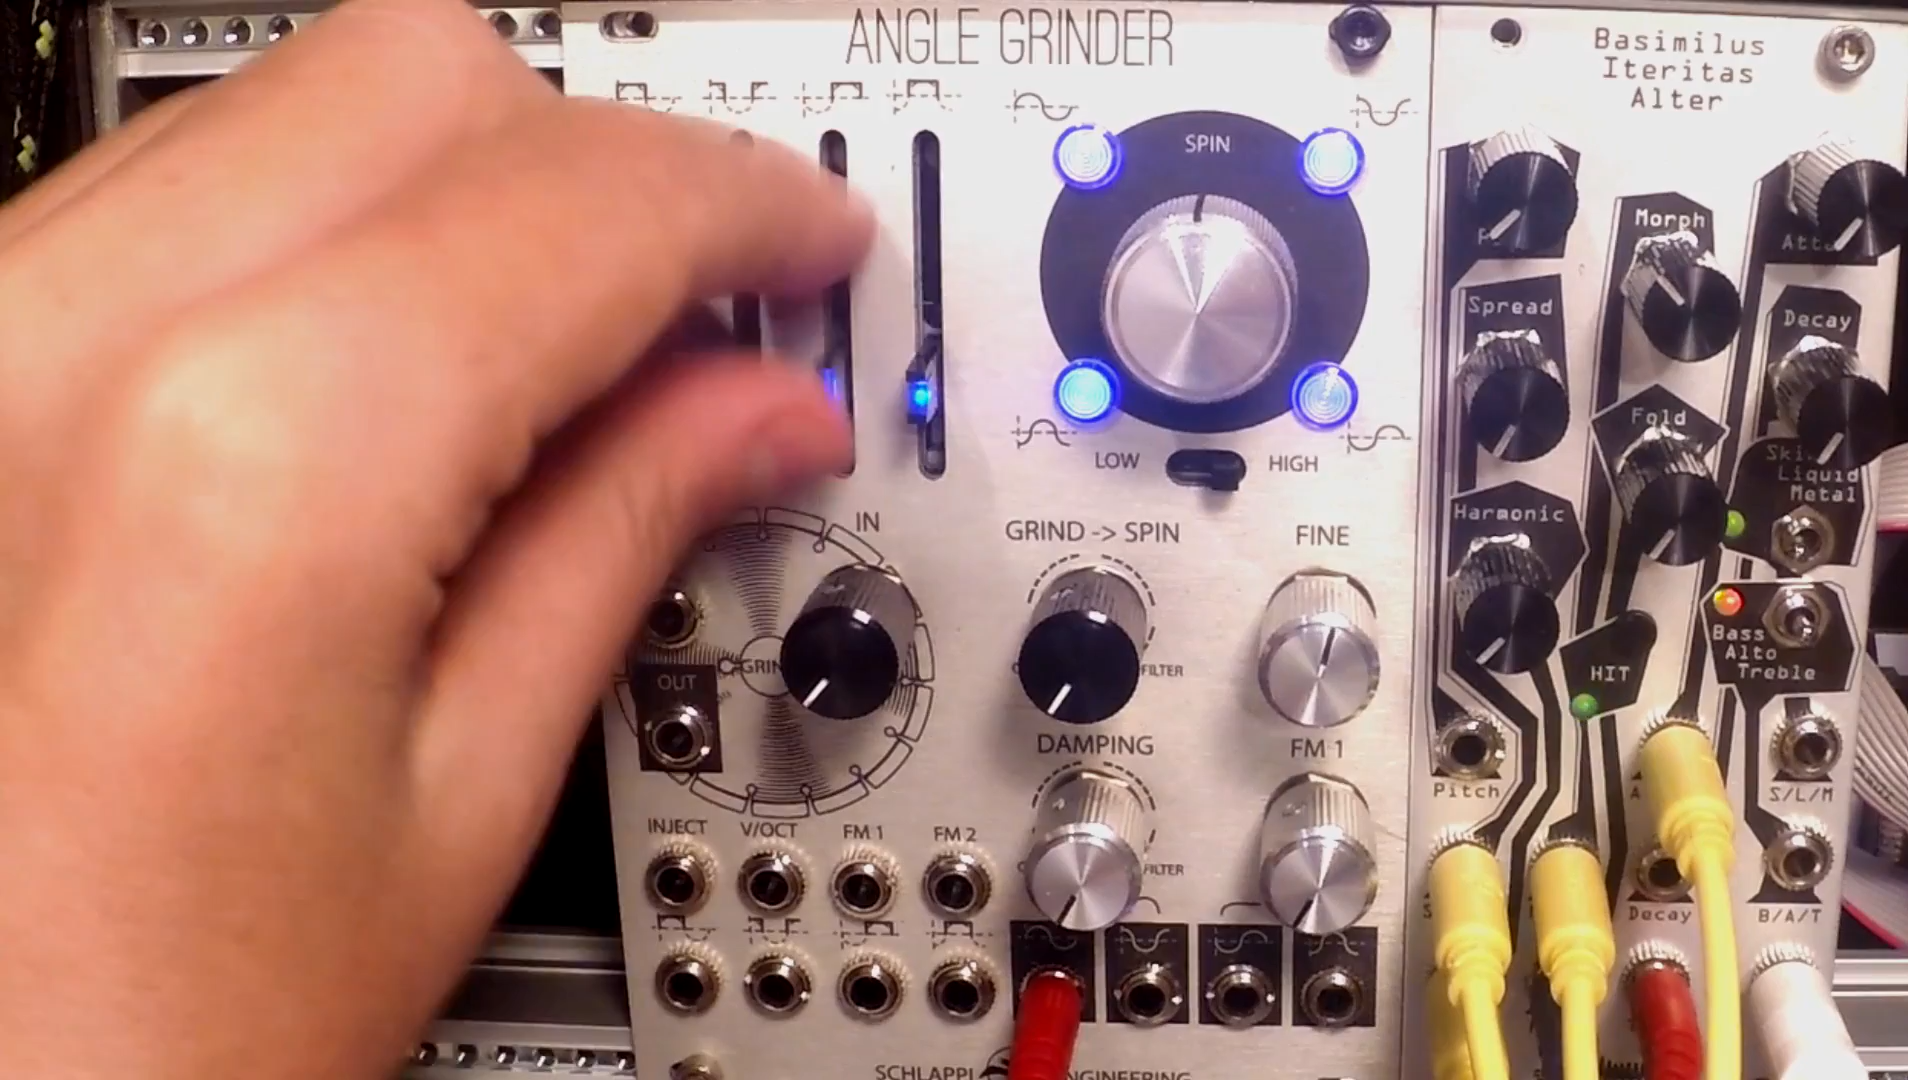 ANGLE GRINDER
SPIN
LOW
HIGH
IN
GRIND -> SPIN
FINE
FILTER
OUT
DAMPING
FM 1
FILTER
INJECT
V/OCT
FM 1
FM 2
SCHLAPPI
Basimilus
Iteritas
Alter
Morph
Spread
Decay
Fold
Liquid
Metal
Harmonic
Bass
Alto
Treble
HIT
Pitch
S/L/M
Decay
B/A/T